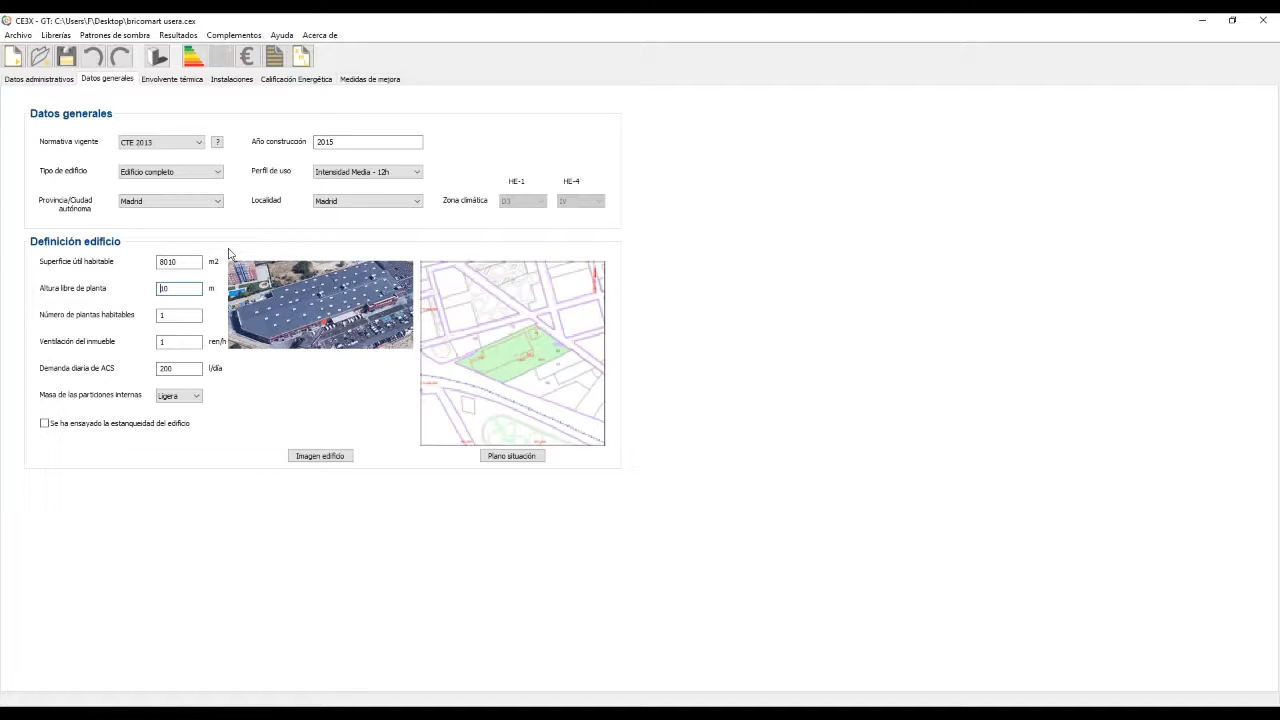 CE3X - GT: C:\Users\F\Desktop\bricomart usera.cex
Archivo Librerías Patrones de sombra Resultados Complementos Ayuda Acerca de
Datos administrativos Datos generales Envolvente térmica Instalaciones Calificación Energética Medidas de mejora
Datos generales
Normativa vigente CTE 2013 ? Año construcción 2015
Tipo de edificio Edificio completo Perfil de uso Intensidad Media - 12h
HE-1 HE-4
Provincia/Ciudad autónoma Madrid Localidad Madrid Zona climática D3 IV
Definición edificio
Superficie útil habitable 8010 m2
Altura libre de planta 10 m
Número de plantas habitables 1
Ventilación del inmueble 1 ren/h
Demanda diaria de ACS 200 l/día
Masa de las particiones internas Ligera
Se ha ensayado la estanqueidad del edificio
Imagen edificio Plano situación